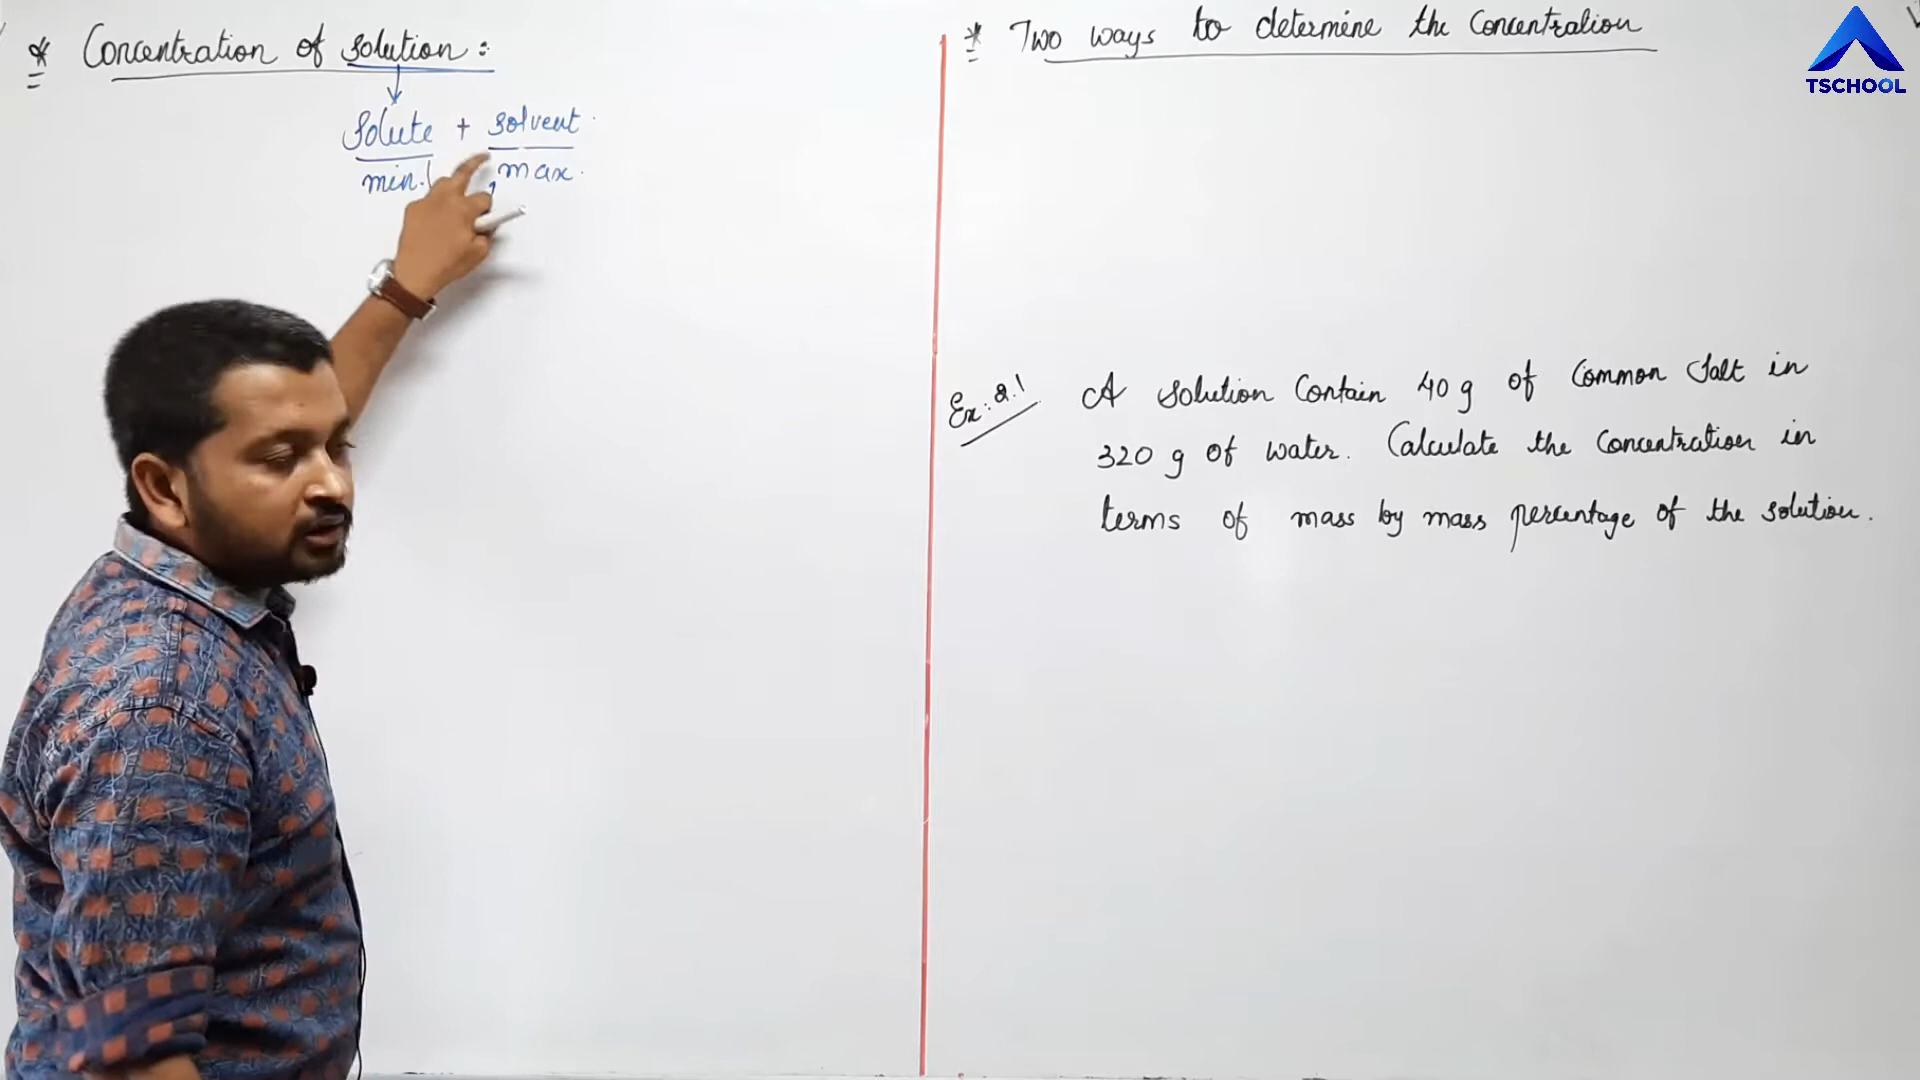 * Concentration of solution :
Solute + solvent
min. max.
* Two ways to determine the Concentration
TSCHOOL
Ex: 2.1 A solution Contain 40 g of Common Salt in
320 g of water. Calculate the Concentration in
terms of mass by mass percentage of the solution.